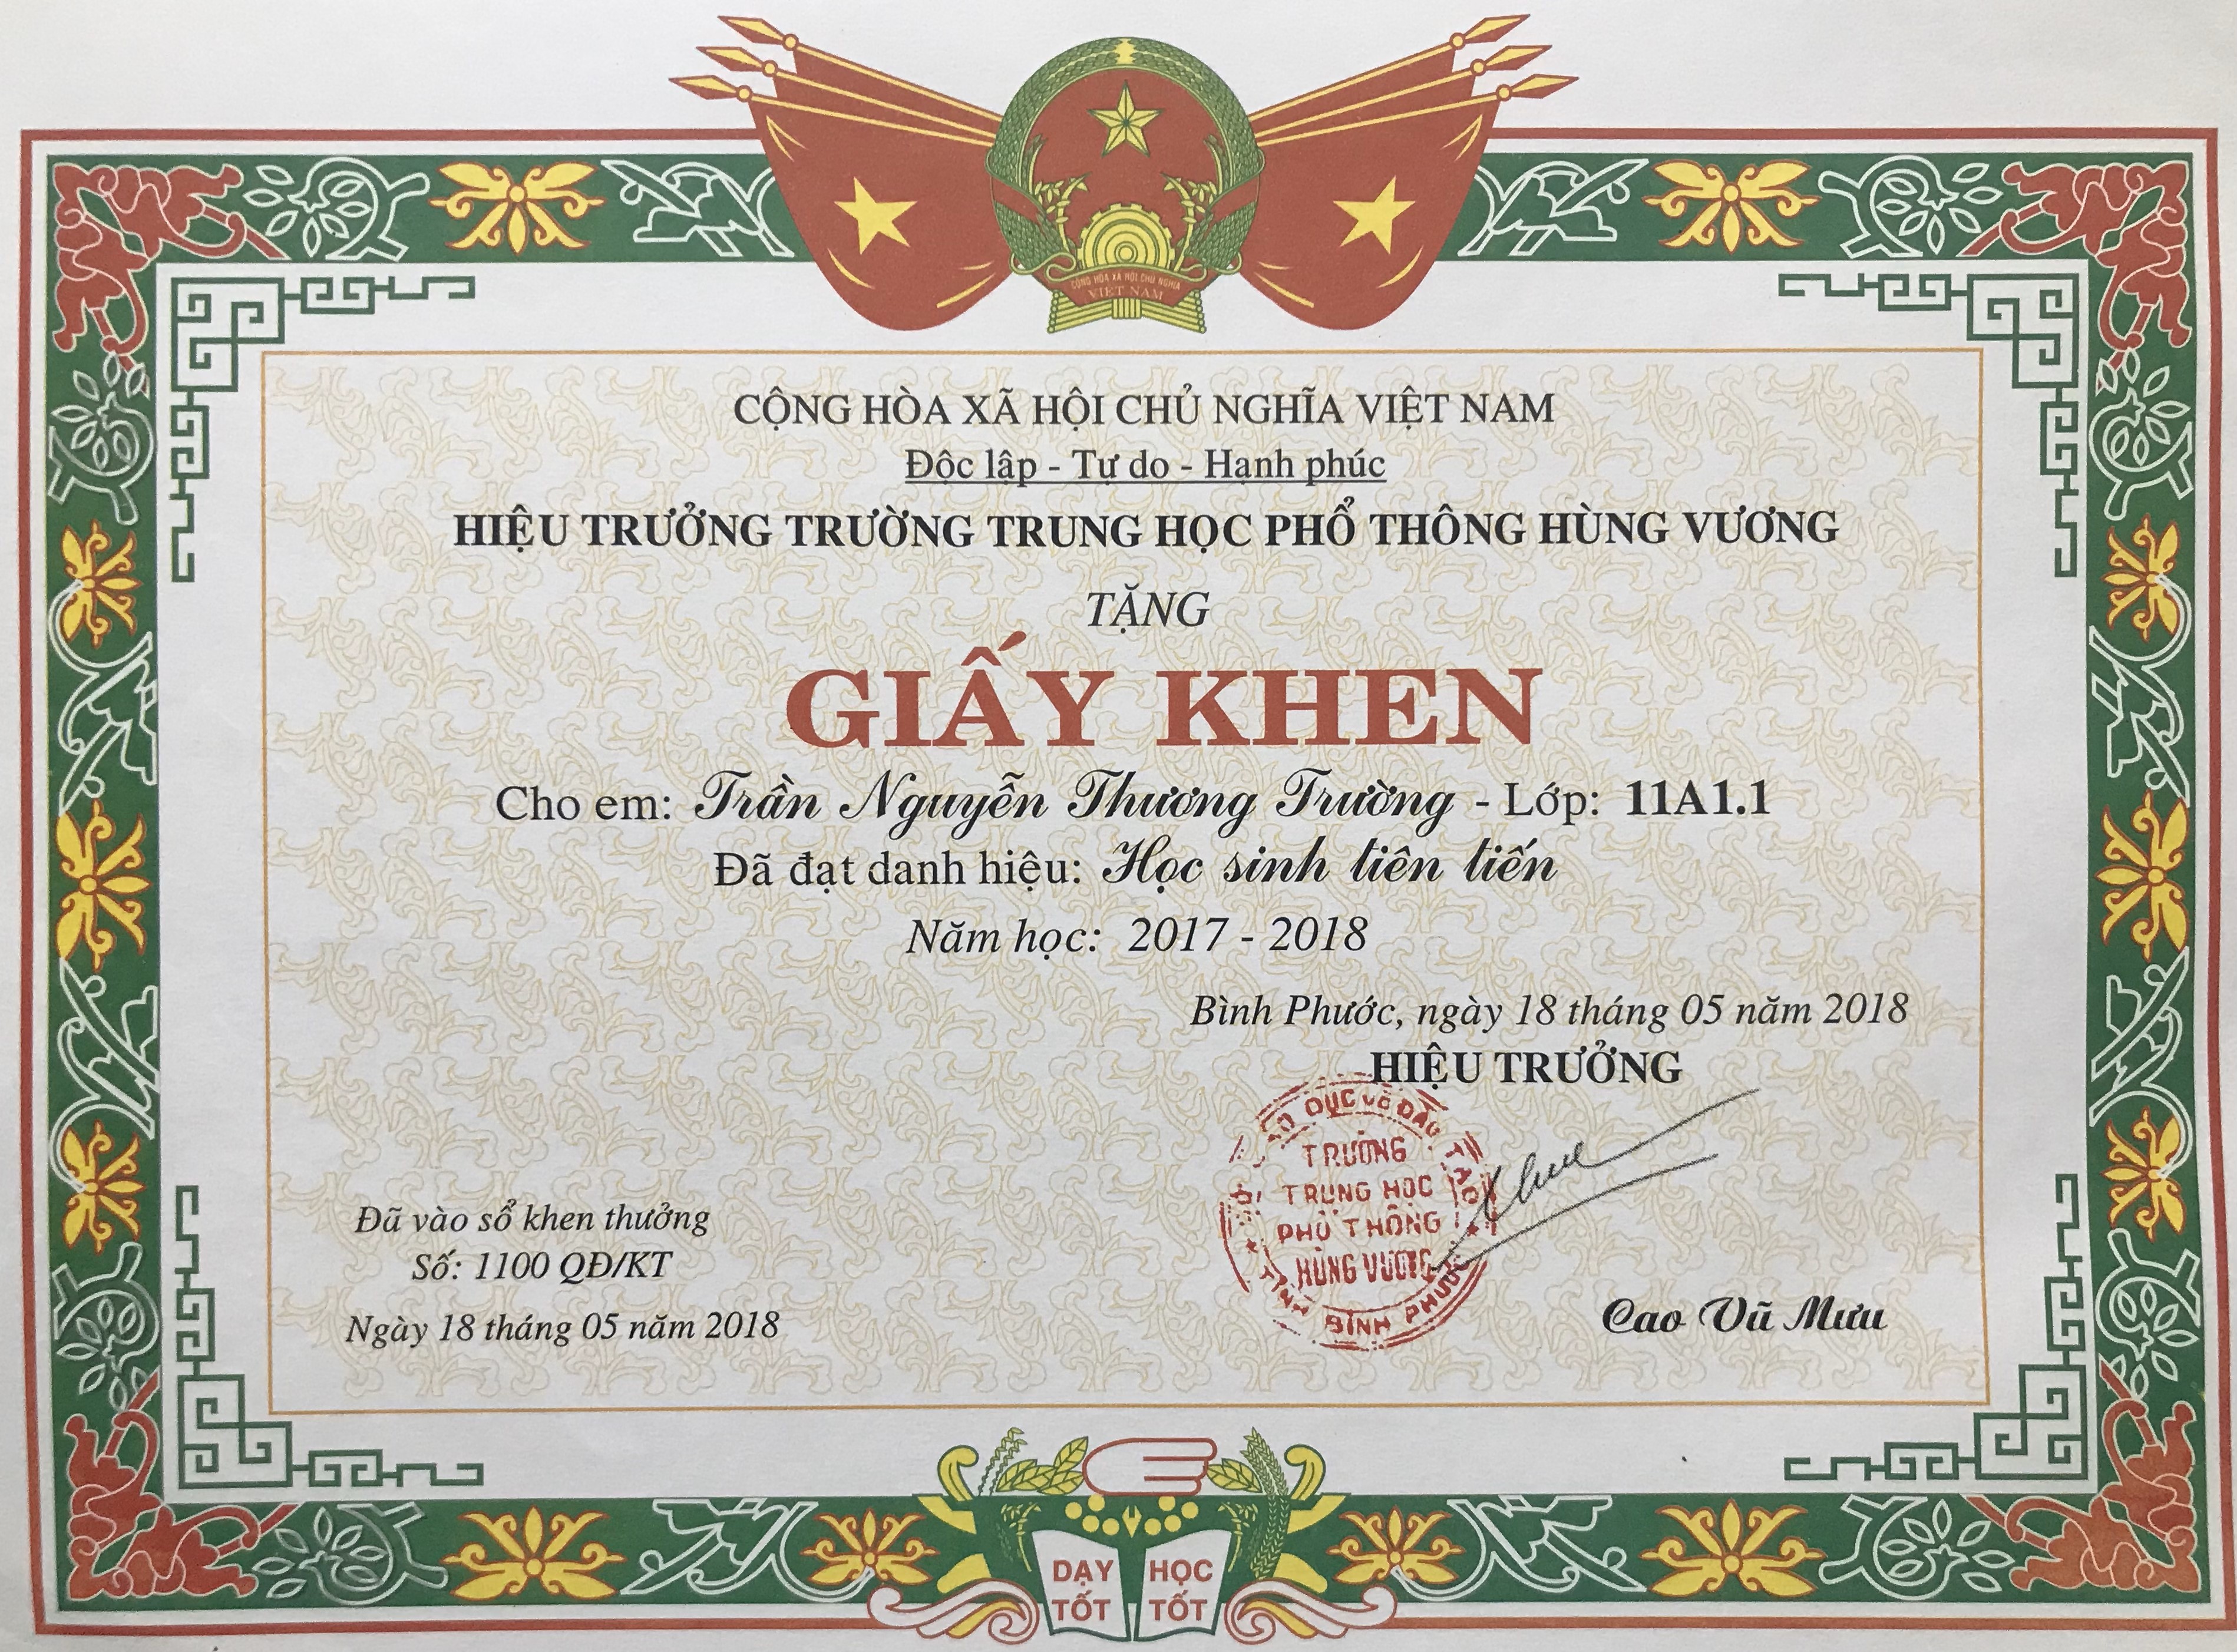 CỘNG HÒA XÃ HỘI CHỦ NGHĨA
VIỆT NAM
CỘNG HÒA XÃ HỘI CHỦ NGHĨA VIỆT NAM
Độc lập - Tự do - Hạnh phúc
HIỆU TRƯỞNG TRƯỜNG TRUNG HỌC PHỔ THÔNG HÙNG VƯƠNG
TẶNG
GIẤY KHEN
Cho em: Trần Nguyễn Thương Trường - Lớp: 11A1.1
Đã đạt danh hiệu: Học sinh tiên tiến
Năm học: 2017 - 2018
Bình Phước, ngày 18 tháng 05 năm 2018
HIỆU TRƯỞNG
DỤC VÀ ĐÀO TẠO
TRƯỜNG
TRUNG HỌC
PHỔ THÔNG
HÙNG VƯƠNG
TỈNH BÌNH PHƯỚC
Đã vào sổ khen thưởng
Số: 1100 QĐ/KT
Ngày 18 tháng 05 năm 2018
Cao Vũ Mưu
DẠY TỐT
HỌC TỐT